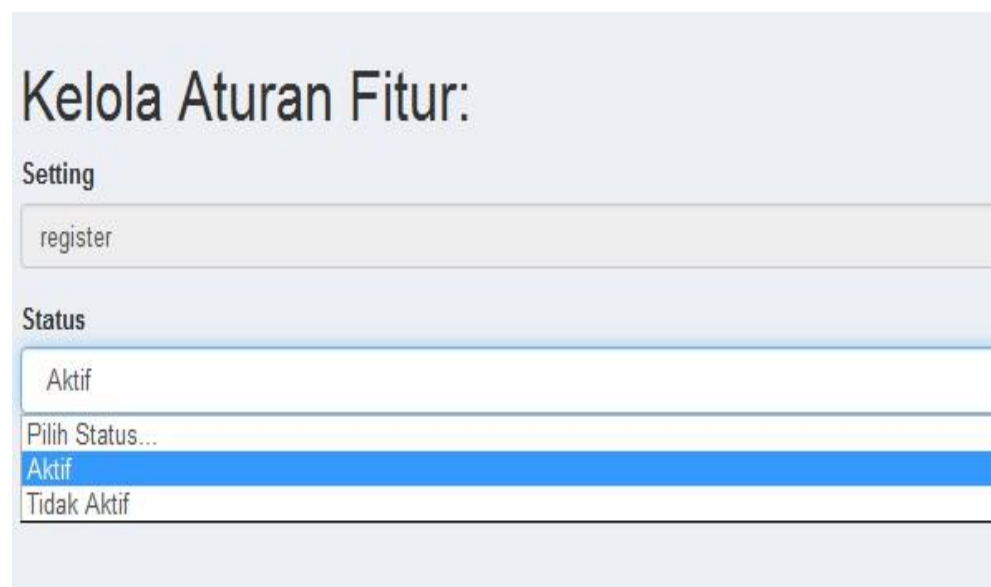 Kelola Aturan Fitur:
Setting
register
Status
Aktif
Pilih Status...
Aktif
Tidak Aktif